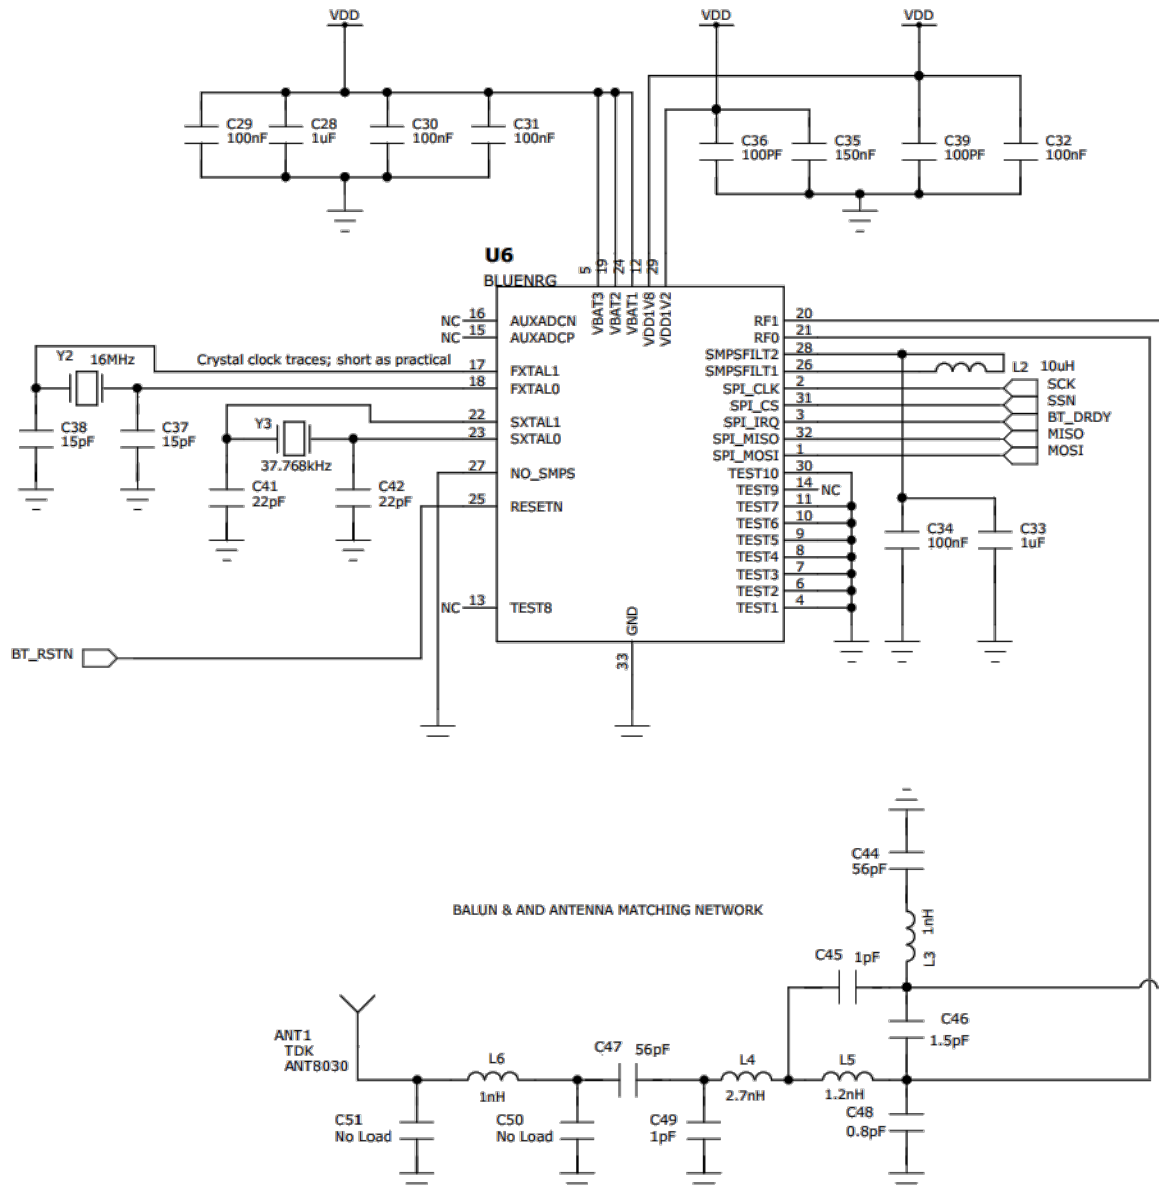 VDD
VDD
VDD
C29
100nF
C28
1uF
C30
100nF
C31
100nF
C36
100PF
C35
150nF
C39
100PF
C32
100nF
U6
BLUENRG
5
19
24
12
29
VBAT3
VBAT2
VBAT1
VDD1V8
VDD1V2
NC 16 AUXADCN
NC 15 AUXADCP
Crystal clock traces; short as practical
17 FXTAL1
18 FXTAL0
22 SXTAL1
23 SXTAL0
27 NO_SMPS
25 RESETN
NC 13 TEST8
Y2
16MHz
C38
15pF
C37
15pF
Y3
37.768kHz
C41
22pF
C42
22pF
BT_RSTN
GND
33
RF1 20
RF0 21
SMPSFILT2 28
SMPSFILT1 26
SPI_CLK 2
SPI_CS 31
SPI_IRQ 3
SPI_MISO 32
SPI_MOSI 1
TEST10 30
TEST9 14 NC
TEST7 11
TEST6 10
TEST5 9
TEST4 8
TEST3 7
TEST2 6
TEST1 4
L2 10uH
SCK
SSN
BT_DRDY
MISO
MOSI
C34
100nF
C33
1uF
BALUN & AND ANTENNA MATCHING NETWORK
C44
56pF
1nH
L3
C45 1pF
C46
1.5pF
ANT1
TDK
ANT8030
L6
1nH
C47 56pF
L4
2.7nH
L5
1.2nH
C51
No Load
C50
No Load
C49
1pF
C48
0.8pF